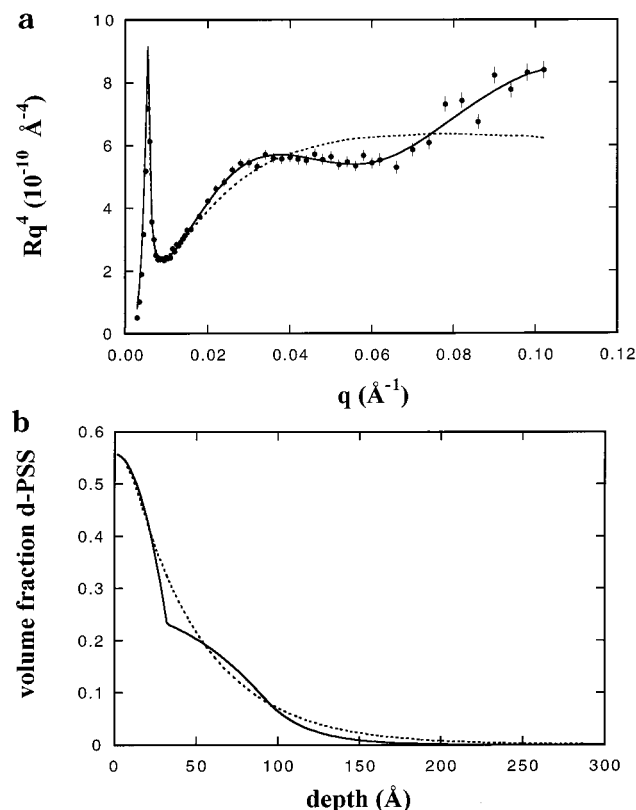 a
10
8
6
4
2
0
Rq⁴ (10⁻¹⁰ Å⁻⁴)
0.00 0.02 0.04 0.06 0.08 0.10 0.12
q (Å⁻¹)
b
0.6
0.5
0.4
0.3
0.2
0.1
0
volume fraction d-PSS
0 50 100 150 200 250 300
depth (Å)